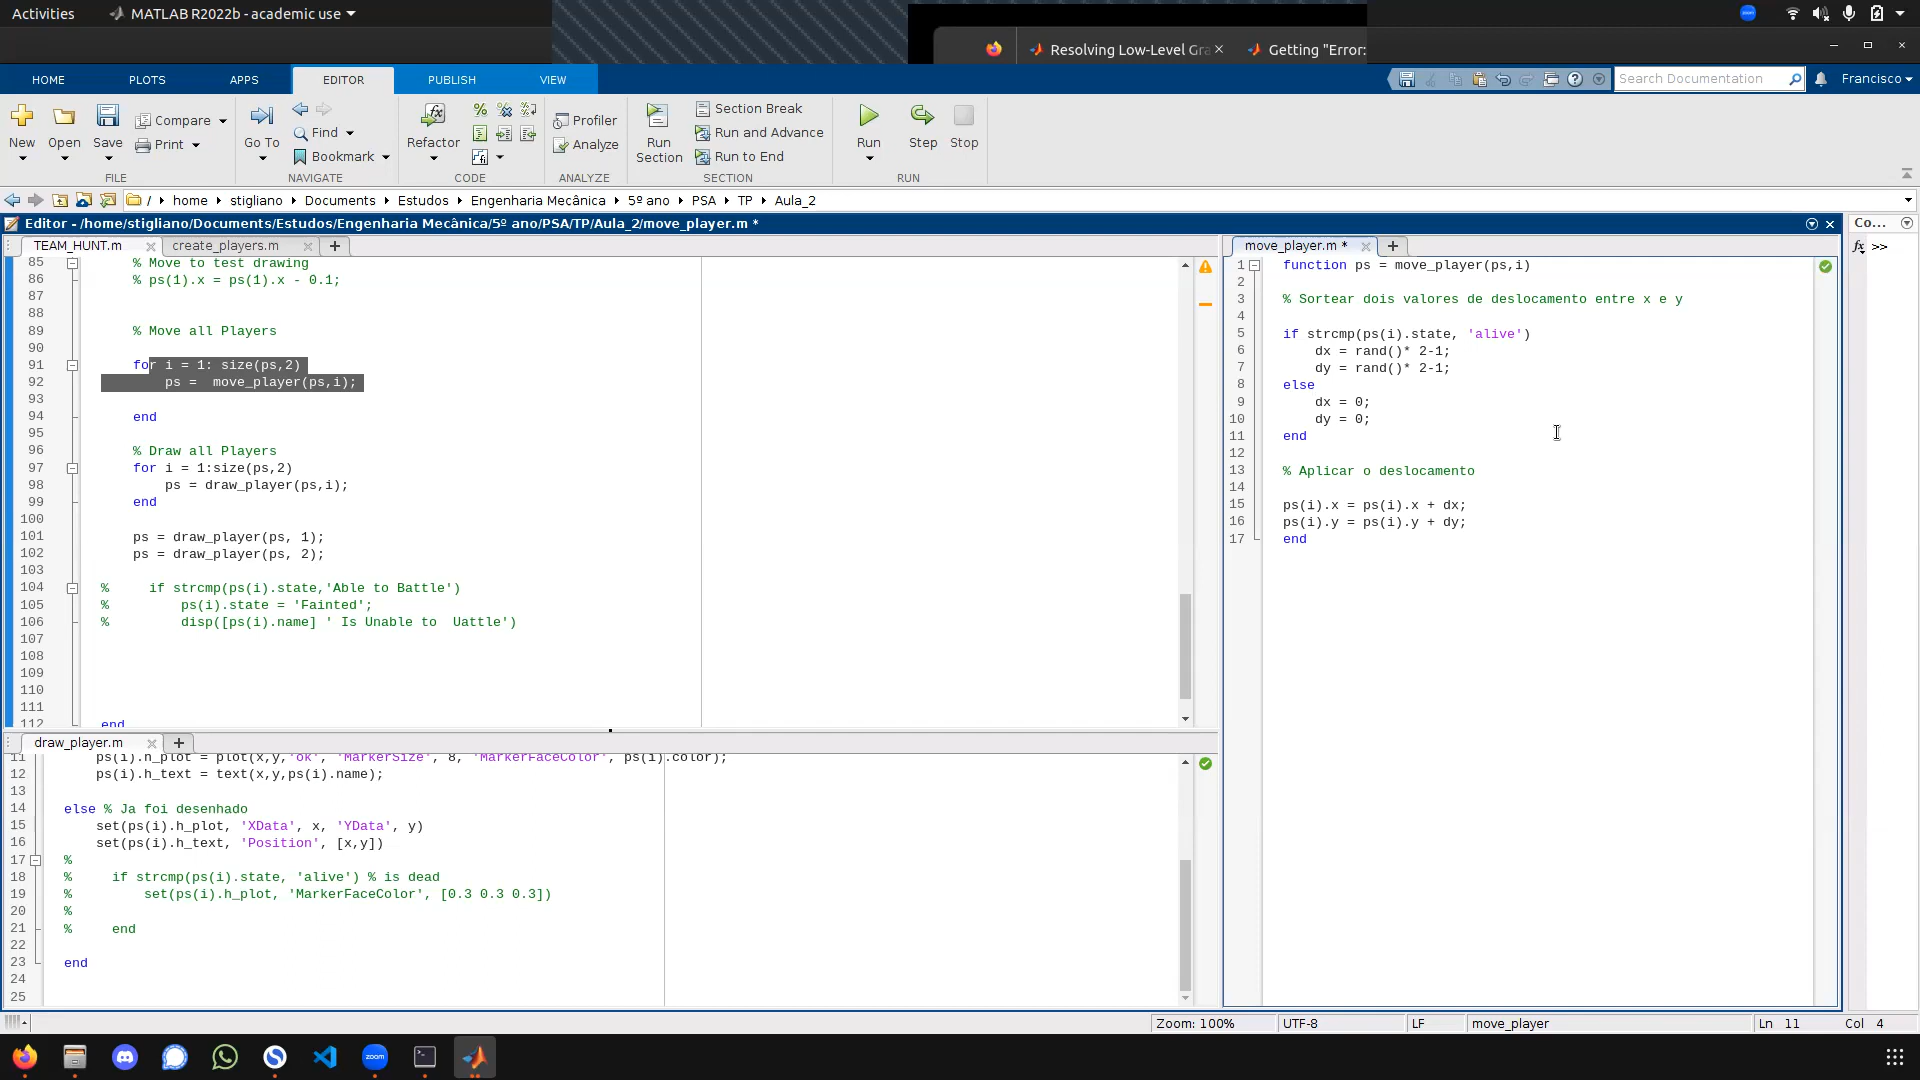 Activities
MATLAB R2022b - academic use
Resolving Low-Level Gra
Getting "Error:
HOME
PLOTS
APPS
EDITOR
PUBLISH
VIEW
Search Documentation
Francisco
New
Open
Save
Compare
Print
Go To
Find
Bookmark
Refactor
Profiler
Analyze
Run
Section
Section Break
Run and Advance
Run to End
Run
Step
Stop
FILE
NAVIGATE
CODE
ANALYZE
SECTION
RUN
/ home stigliano Documents Estudos Engenharia Mecânica 5º ano PSA TP Aula_2
Editor - /home/stigliano/Documents/Estudos/Engenharia Mecânica/5º ano/PSA/TP/Aula_2/move_player.m *
Co...
TEAM_HUNT.m
create_players.m
85 % Move to test drawing
86 % ps(1).x = ps(1).x - 0.1;
87
88
89 % Move all Players
90
91 for i = 1: size(ps,2)
92 ps =  move_player(ps,i);
93
94 end
95
96 % Draw all Players
97 for i = 1:size(ps,2)
98 ps = draw_player(ps,i);
99 end
100
101 ps = draw_player(ps, 1);
102 ps = draw_player(ps, 2);
103
104 % if strcmp(ps(i).state,'Able to Battle')
105 % ps(i).state = 'Fainted';
106 % disp([ps(i).name] ' Is Unable to  Uattle')
107
108
109
110
111
112 end
draw_player.m
11 ps(i).h_plot = plot(x,y,'ok', 'MarkerSize', 8, 'MarkerFaceColor', ps(i).color);
12 ps(i).h_text = text(x,y,ps(i).name);
13
14 else % Ja foi desenhado
15 set(ps(i).h_plot, 'XData', x, 'YData', y)
16 set(ps(i).h_text, 'Position', [x,y])
17 %
18 % if strcmp(ps(i).state, 'alive') % is dead
19 % set(ps(i).h_plot, 'MarkerFaceColor', [0.3 0.3 0.3])
20 %
21 % end
22
23 end
24
25
move_player.m *
1 function ps = move_player(ps,i)
2
3 % Sortear dois valores de deslocamento entre x e y
4
5 if strcmp(ps(i).state, 'alive')
6 dx = rand()* 2-1;
7 dy = rand()* 2-1;
8 else
9 dx = 0;
10 dy = 0;
11 end
12
13 % Aplicar o deslocamento
14
15 ps(i).x = ps(i).x + dx;
16 ps(i).y = ps(i).y + dy;
17 end
fx >>
Zoom: 100%
UTF-8
LF
move_player
Ln 11
Col 4
zoom